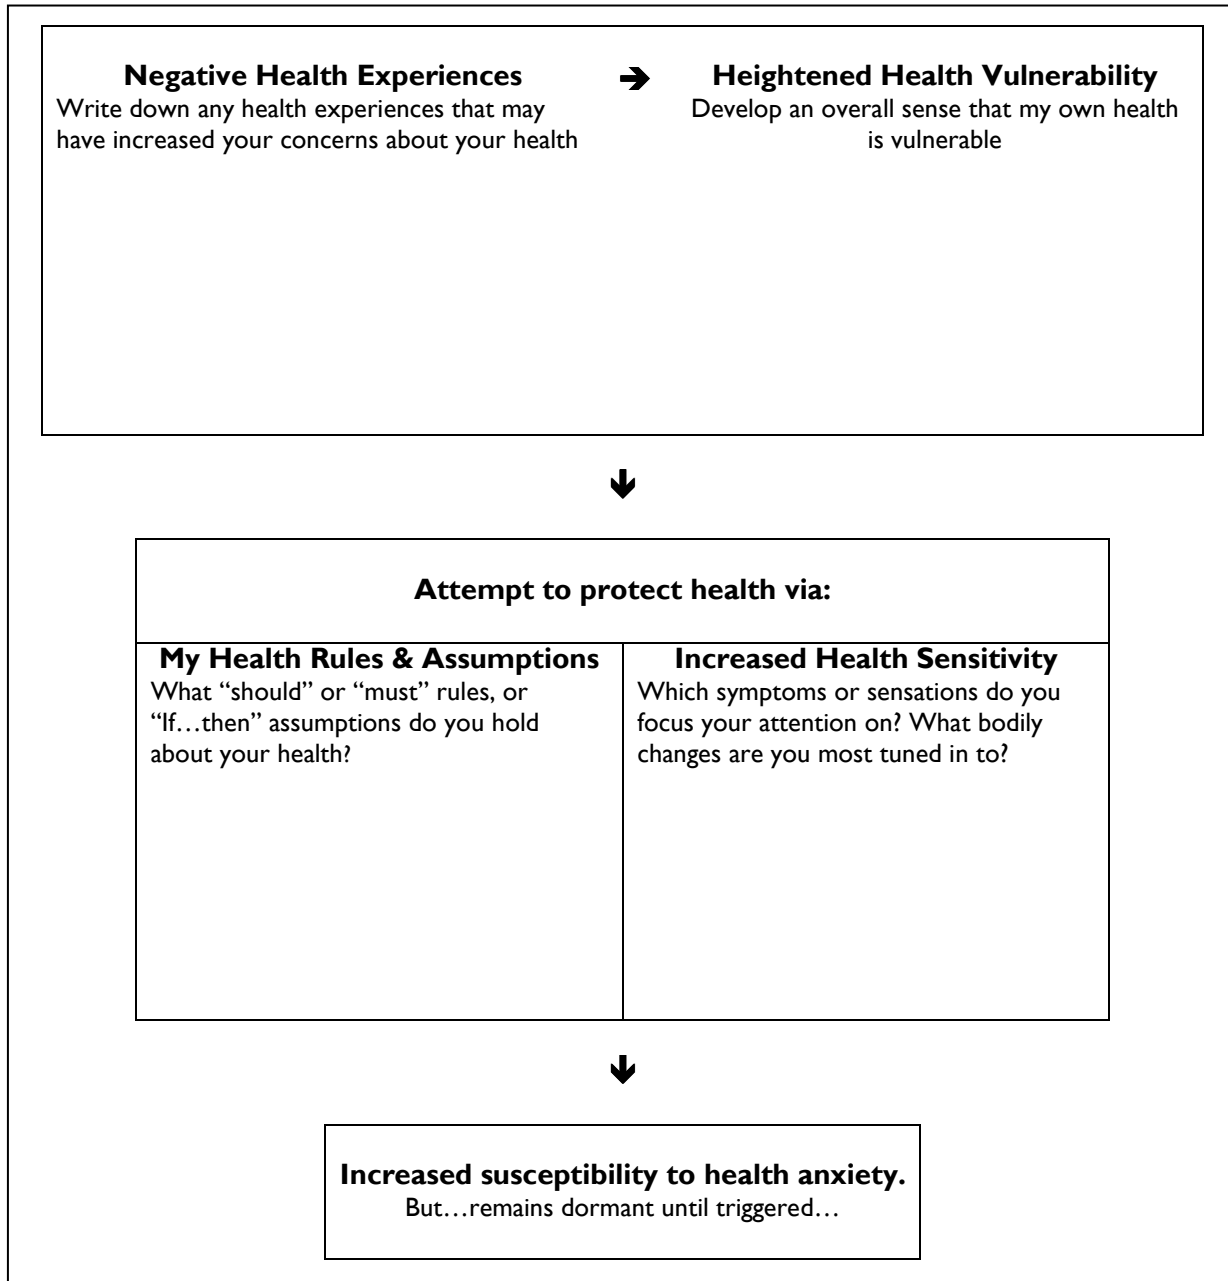 Negative Health Experiences
Write down any health experiences that may
have increased your concerns about your health
➔
Heightened Health Vulnerability
Develop an overall sense that my own health
is vulnerable
Attempt to protect health via:
My Health Rules & Assumptions
What “should” or “must” rules, or
“If…then” assumptions do you hold
about your health?
Increased Health Sensitivity
Which symptoms or sensations do you
focus your attention on? What bodily
changes are you most tuned in to?
Increased susceptibility to health anxiety.
But…remains dormant until triggered…